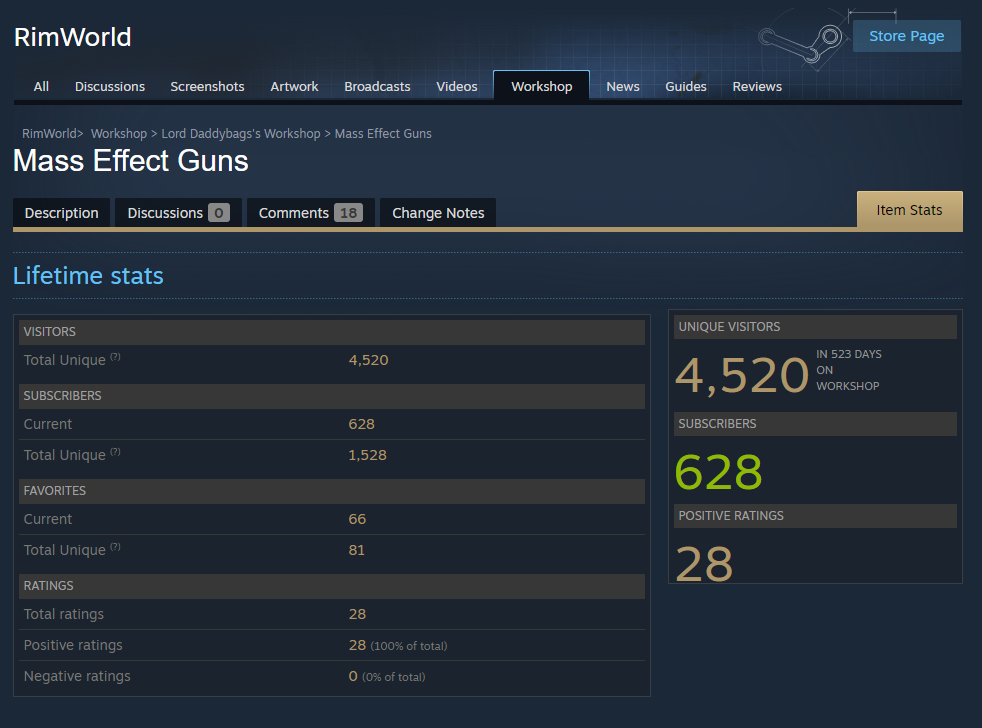 RimWorld
Store Page
All Discussions Screenshots Artwork Broadcasts Videos Workshop News Guides Reviews
RimWorld> Workshop > Lord Daddybags's Workshop > Mass Effect Guns
Mass Effect Guns
Description Discussions 0 Comments 18 Change Notes Item Stats
Lifetime stats
VISITORS
Total Unique (?) 4,520
SUBSCRIBERS
Current 628
Total Unique (?) 1,528
FAVORITES
Current 66
Total Unique (?) 81
RATINGS
Total ratings 28
Positive ratings 28 (100% of total)
Negative ratings 0 (0% of total)
UNIQUE VISITORS
4,520 IN 523 DAYS
ON
WORKSHOP
SUBSCRIBERS
628
POSITIVE RATINGS
28